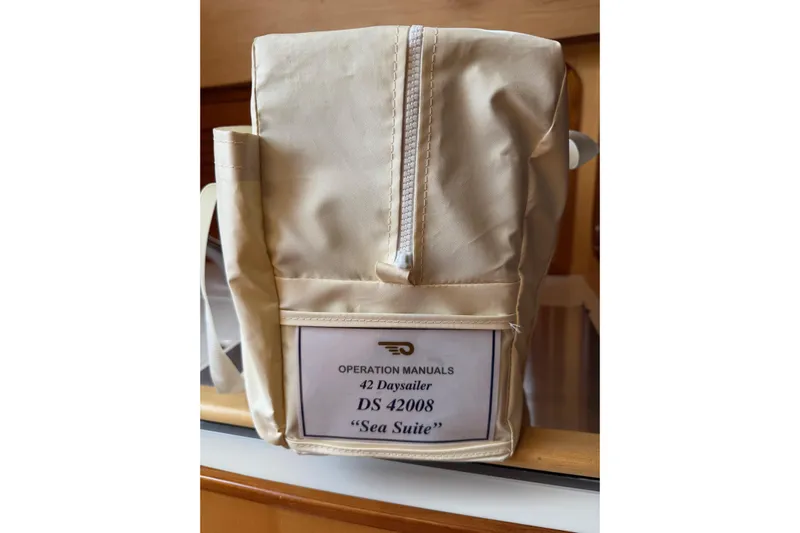 OPERATION MANUALS
42 Daysailer
DS 42008
“Sea Suite”